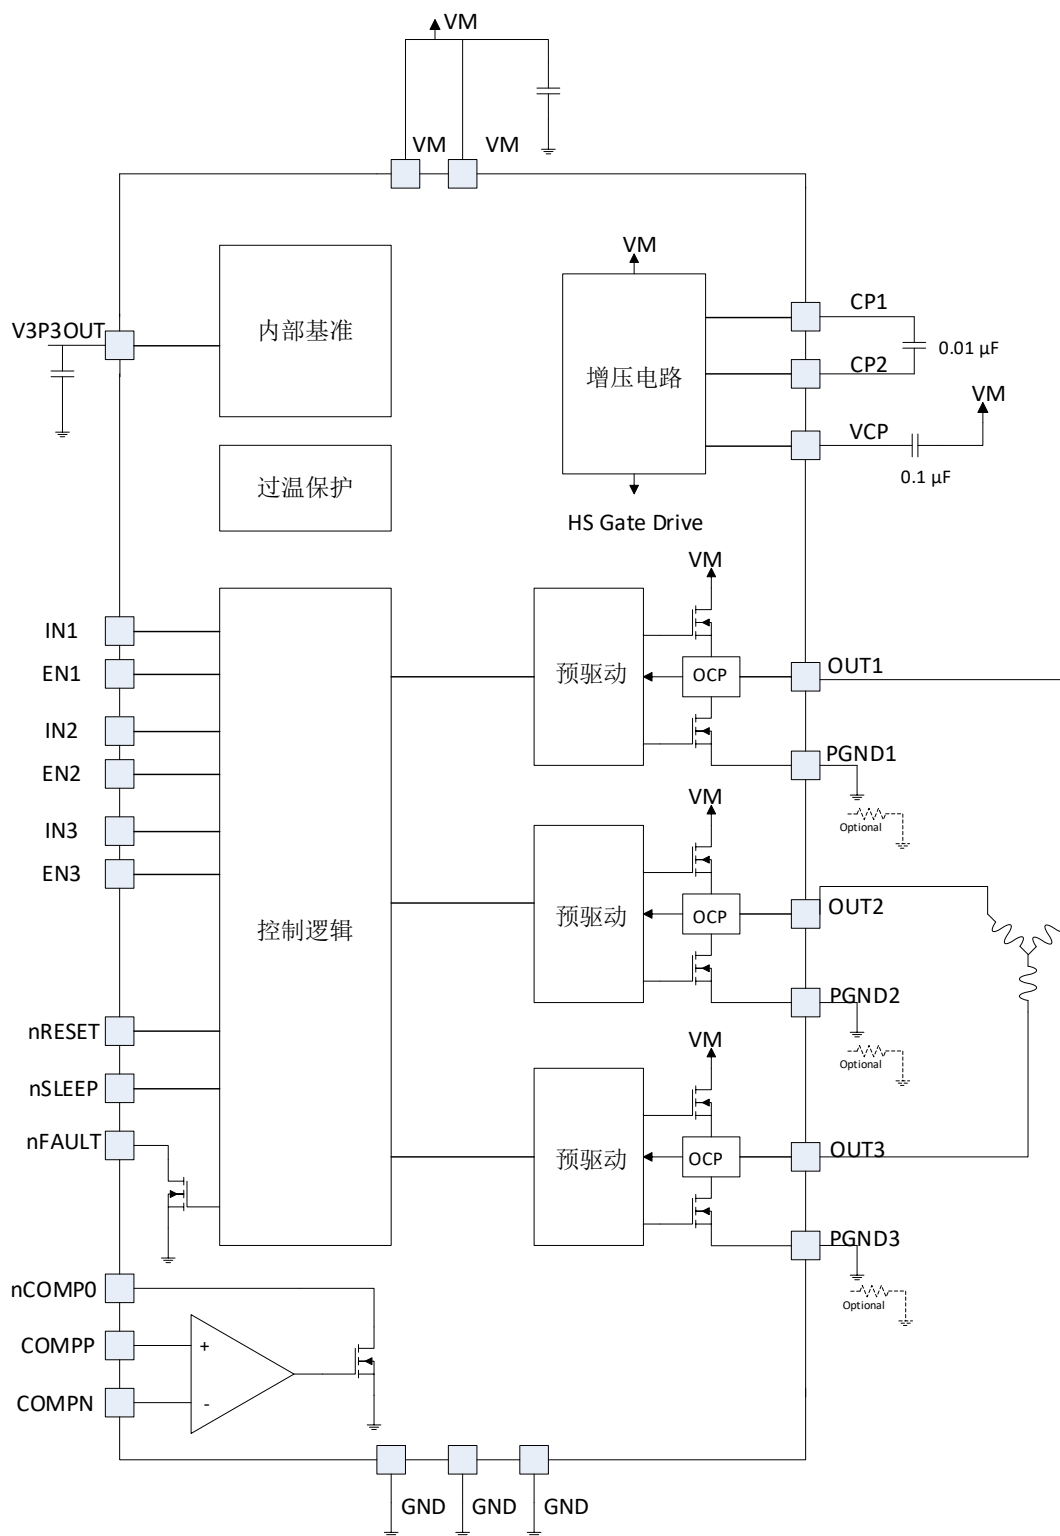 VM
VM
VM
VM
V3P3OUT
内部基准
增压电路
CP1
0.01 µF
CP2
VM
VCP
0.1 µF
过温保护
HS Gate Drive
VM
IN1
EN1
预驱动
OCP
OUT1
IN2
EN2
PGND1
VM
Optional
IN3
EN3
控制逻辑
预驱动
OCP
OUT2
PGND2
nRESET
VM
Optional
nSLEEP
nFAULT
预驱动
OCP
OUT3
PGND3
nCOMP0
Optional
COMPP
+
COMPN
-
GND
GND
GND